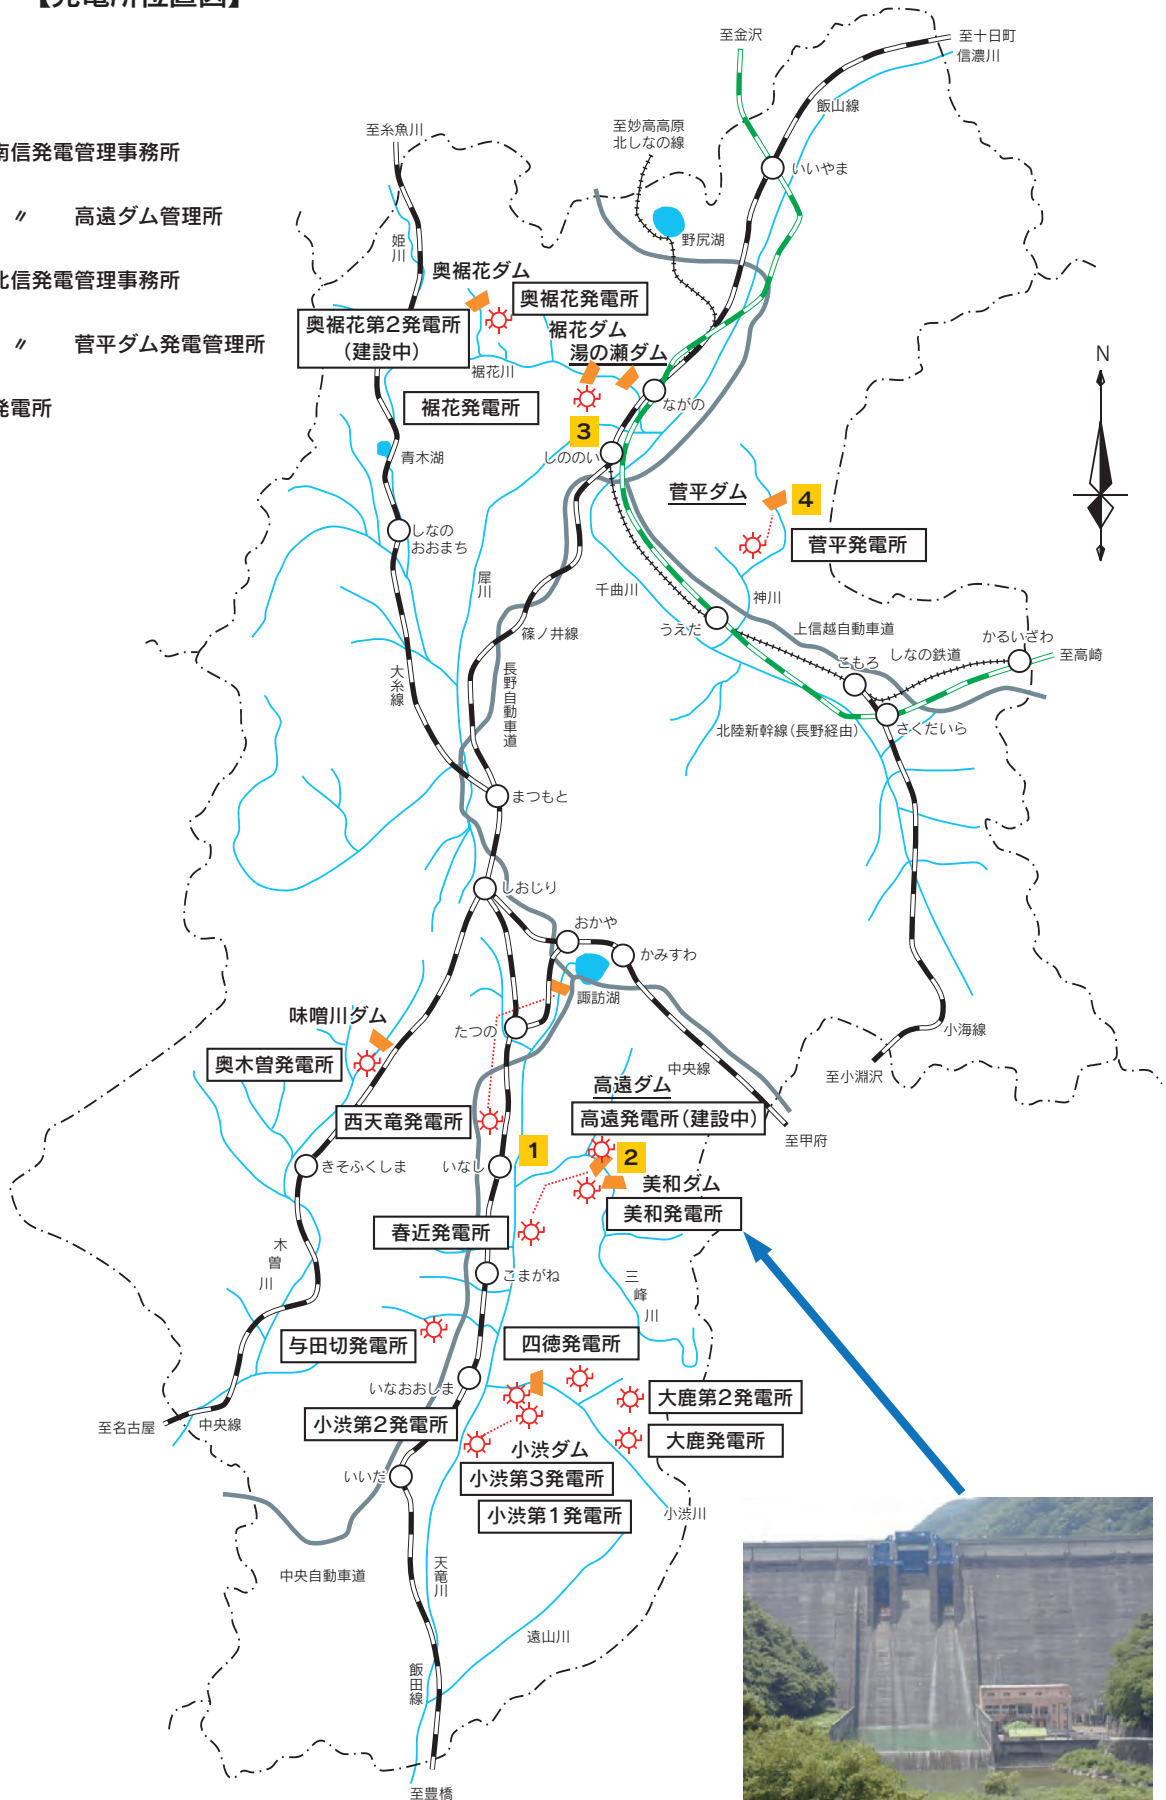 【発電所位置図】
南信発電管理事務所
〃 高遠ダム管理所
北信発電管理事務所
〃 菅平ダム発電管理所
発電所
至金沢
至十日町
信濃川
飯山線
至糸魚川
至妙高高原
北しなの線
いいやま
姫川
野尻湖
奥裾花ダム
奥裾花発電所
奥裾花第2発電所
(建設中)
裾花ダム
湯の瀬ダム
裾花川
裾花発電所
ながの
3
しののい
N
青木湖
菅平ダム
4
菅平発電所
しなの
おおまち
犀川
千曲川
神川
篠ノ井線
うえだ
上信越自動車道
かるいざわ
至高崎
しなの鉄道
こもろ
大糸線
長野自動車道
北陸新幹線(長野経由)
さくだいら
まつもと
しおじり
おかや
かみすわ
諏訪湖
味噌川ダム
たつの
小海線
奥木曽発電所
中央線
至小淵沢
高遠ダム
高遠発電所(建設中)
至甲府
西天竜発電所
1
2
きそふくしま
いなし
美和ダム
美和発電所
春近発電所
木曽川
こまがね
三峰川
与田切発電所
四徳発電所
いなおおしま
大鹿第2発電所
至名古屋
中央線
小渋第2発電所
大鹿発電所
小渋ダム
小渋第3発電所
いいだ
小渋第1発電所
小渋川
中央自動車道
天竜川
遠山川
飯田線
至豊橋